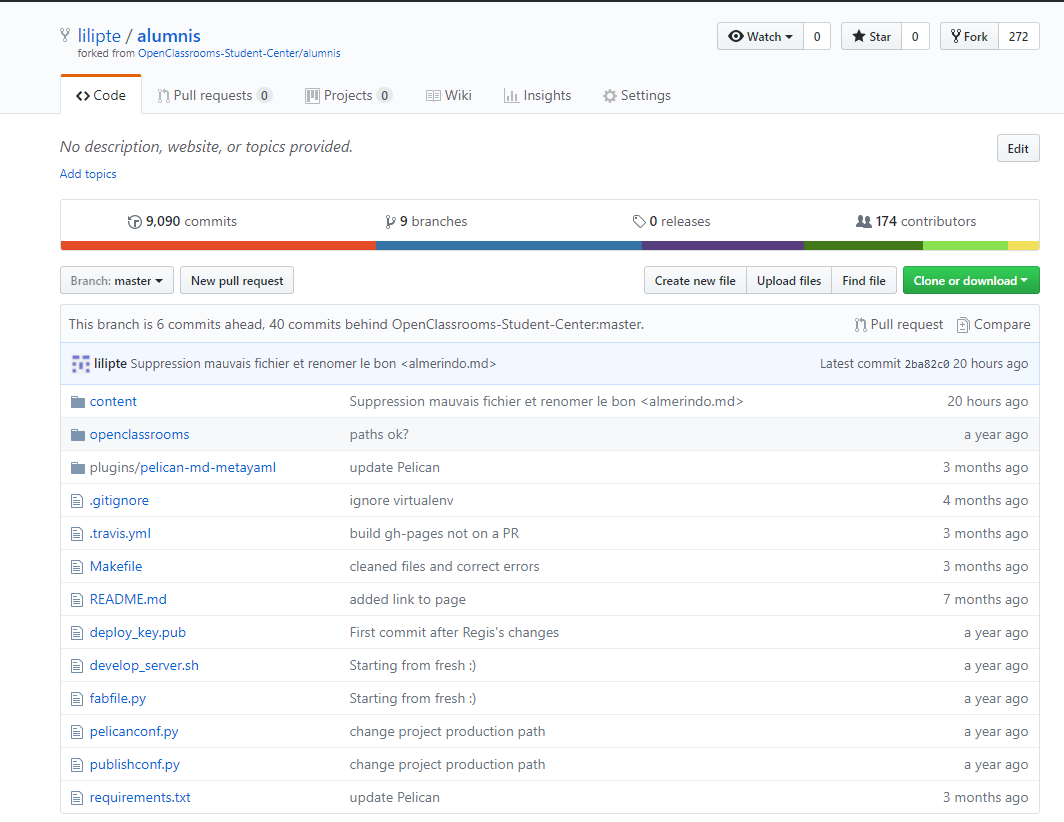 lilipte / alumnis
Watch 0 Star 0 Fork 272
forked from OpenClassrooms-Student-Center/alumnis
Code Pull requests 0 Projects 0 Wiki Insights Settings
No description, website, or topics provided.
Edit
Add topics
9,090 commits 9 branches 0 releases 174 contributors
Branch: master New pull request Create new file Upload files Find file Clone or download
This branch is 6 commits ahead, 40 commits behind OpenClassrooms-Student-Center:master. Pull request Compare
lilipte Suppression mauvais fichier et renomer le bon <almerindo.md> Latest commit 2ba82c0 20 hours ago
content Suppression mauvais fichier et renomer le bon <almerindo.md> 20 hours ago
openclassrooms paths ok? a year ago
plugins/pelican-md-metayaml update Pelican 3 months ago
.gitignore ignore virtualenv 4 months ago
.travis.yml build gh-pages not on a PR 3 months ago
Makefile cleaned files and correct errors 3 months ago
README.md added link to page 7 months ago
deploy_key.pub First commit after Regis's changes a year ago
develop_server.sh Starting from fresh :) a year ago
fabfile.py Starting from fresh :) a year ago
pelicanconf.py change project production path a year ago
publishconf.py change project production path a year ago
requirements.txt update Pelican 3 months ago